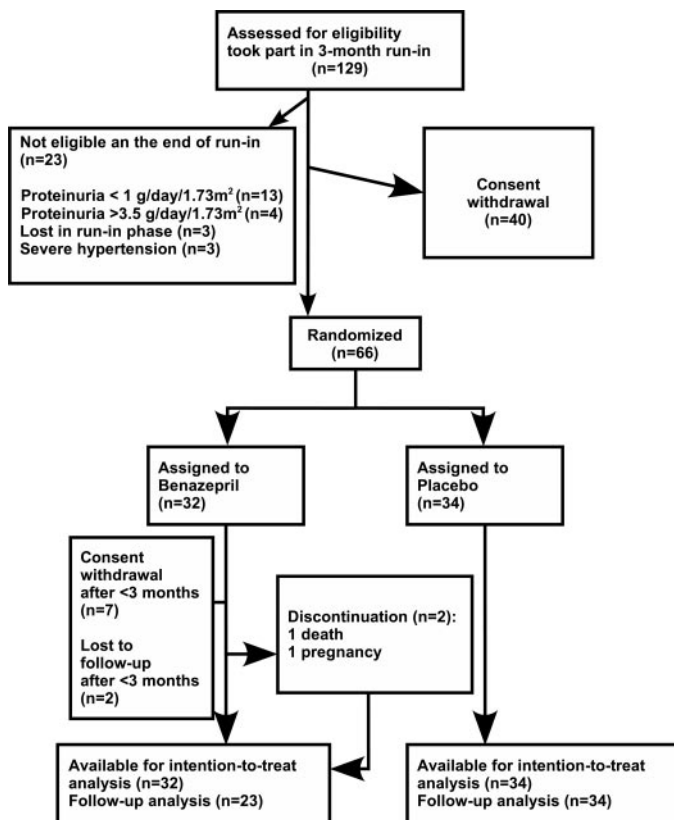 Assessed for eligibility
took part in 3-month run-in
(n=129)
Not eligible an the end of run-in
(n=23)
Proteinuria < 1 g/day/1.73m² (n=13)
Proteinuria >3.5 g/day/1.73m² (n=4)
Lost in run-in phase (n=3)
Severe hypertension (n=3)
Consent
withdrawal
(n=40)
Randomized
(n=66)
Assigned to
Benazepril
(n=32)
Assigned to
Placebo
(n=34)
Consent
withdrawal
after <3 months
(n=7)
Lost to
follow-up
after <3 months
(n=2)
Discontinuation (n=2):
1 death
1 pregnancy
Available for intention-to-treat
analysis (n=32)
Follow-up analysis (n=23)
Available for intention-to-treat
analysis (n=34)
Follow-up analysis (n=34)